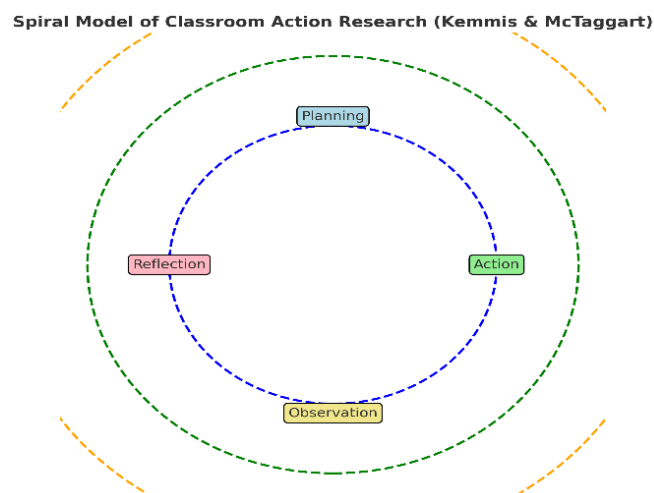 Spiral Model of Classroom Action Research (Kemmis & McTaggart)
Planning
Reflection
Action
Observation